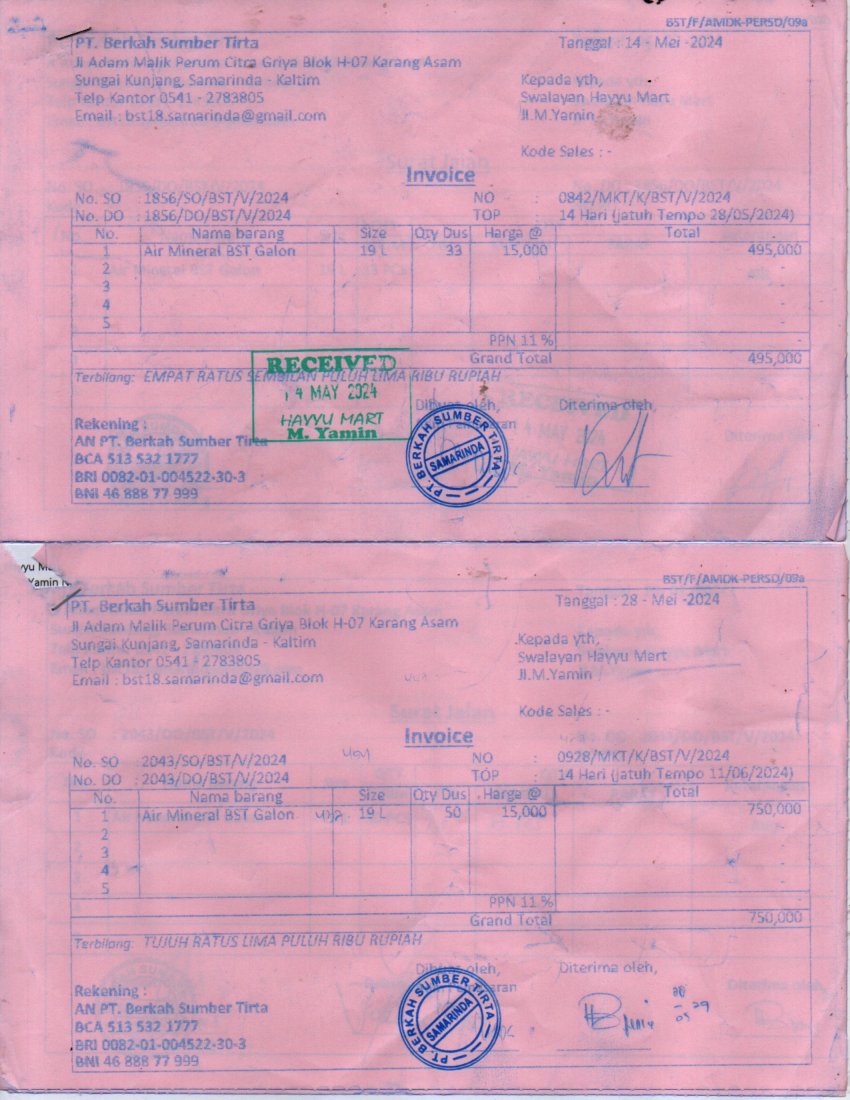 BST/F/AMDK-PERSO/09a
PT. Berkah Sumber Tirta
Tanggal : 14 - Mei -2024
Jl Adam Malik Perum Citra Griya Blok H-07 Karang Asam
Sungai Kunjang, Samarinda - Kaltim
Kepada yth,
Telp Kantor 0541 - 2783805
Swalayan Hayyu Mart
Email : bst18.samarinda@gmail.com
Jl.M.Yamin
Kode Sales : -
Invoice
No. SO : 1856/SO/BST/V/2024 NO : 0842/MKT/K/BST/V/2024
No. DO : 1856/DO/BST/V/2024 TOP : 14 Hari (Jatuh Tempo 28/05/2024)
No. Nama barang Size Qty Dus Harga @ Total
1 Air Mineral BST Galon 19 L 33 15,000 495,000
2 -
3 -
4 -
5 -
PPN 11 % -
Grand Total 495,000
Terbilang: EMPAT RATUS SEMBILAN PULUH LIMA RIBU RUPIAH
RECEIVED
14 MAY 2024
HAYYU MART
M. Yamin
Dibuat oleh, Diterima oleh,
Rekening :
AN PT. Berkah Sumber Tirta
BCA 513 532 1777
BRI 0082-01-004522-30-3
BNI 46 888 77 999
PT. BERKAH SUMBER TIRTA
SAMARINDA
BST/F/AMDK-PERSO/09a
PT. Berkah Sumber Tirta
Tanggal : 28 - Mei -2024
Jl Adam Malik Perum Citra Griya Blok H-07 Karang Asam
Sungai Kunjang, Samarinda - Kaltim
Kepada yth,
Telp Kantor 0541 - 2783805
Swalayan Hayyu Mart
Email : bst18.samarinda@gmail.com
Jl.M.Yamin
Kode Sales : -
Invoice
No. SO : 2043/SO/BST/V/2024 NO : 0928/MKT/K/BST/V/2024
No. DO : 2043/DO/BST/V/2024 TOP : 14 Hari (Jatuh Tempo 11/06/2024)
No. Nama barang Size Qty Dus Harga @ Total
1 Air Mineral BST Galon 19 L 50 15,000 750,000
2 -
3 -
4 -
5 -
PPN 11 % -
Grand Total 750,000
Terbilang: TUJUH RATUS LIMA PULUH RIBU RUPIAH
Dibuat oleh, Diterima oleh,
Rekening :
AN PT. Berkah Sumber Tirta
BCA 513 532 1777
BRI 0082-01-004522-30-3
BNI 46 888 77 999
PT. BERKAH SUMBER TIRTA
SAMARINDA